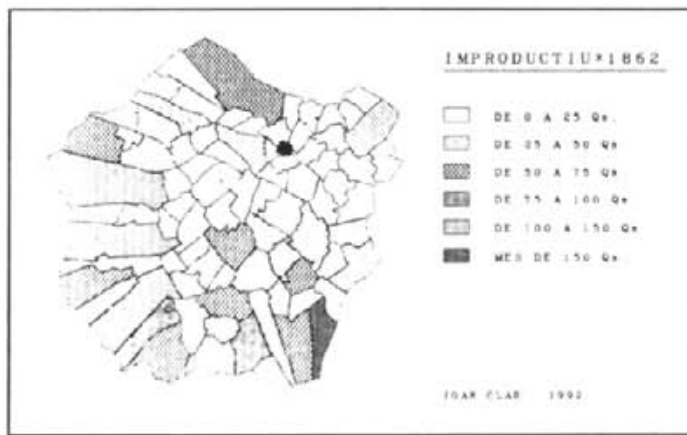 IMPRODUCTIU*1862
DE 0 A 25 Qs.
DE 25 A 50 Qs
DE 50 A 75 Qs
DE 75 A 100 Qs
DE 100 A 150 Qs
MES DE 150 Qs
JOAN CLAR 1992